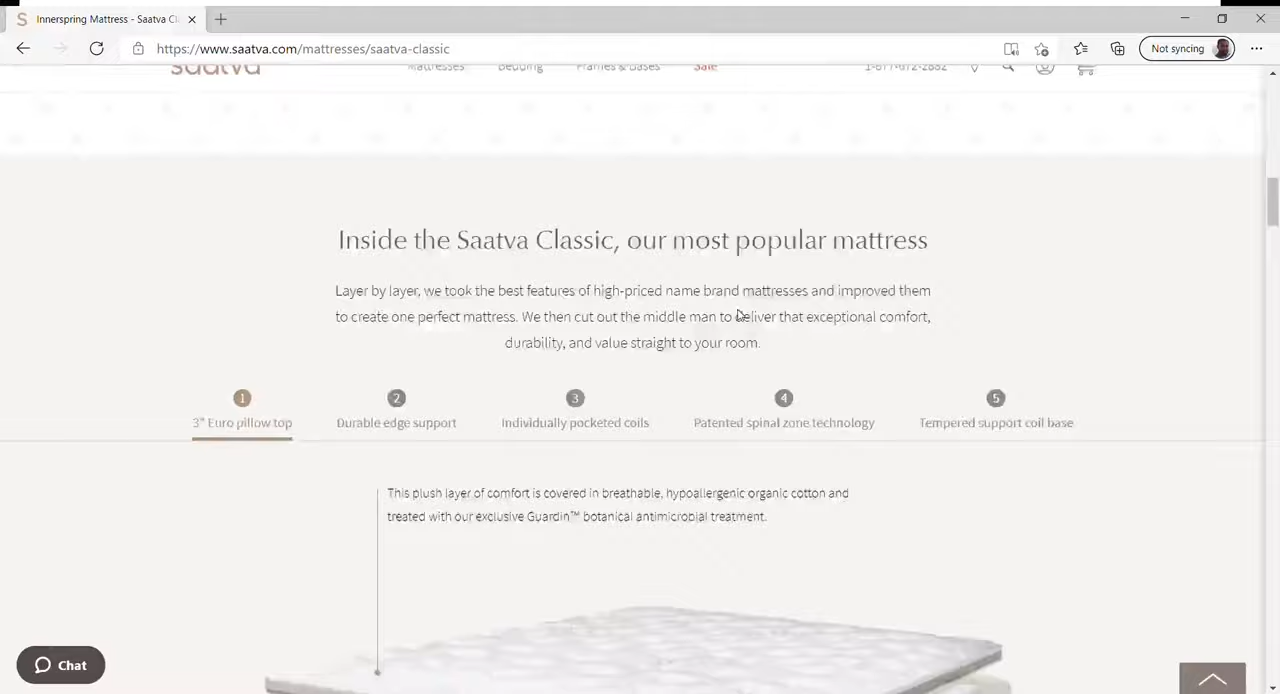 Innerspring Mattress - Saatva Cl
https://www.saatva.com/mattresses/saatva-classic
Not syncing
saatva Mattresses Bedding Frames & Bases Sale 1-877-672-2882
Inside the Saatva Classic, our most popular mattress
Layer by layer, we took the best features of high-priced name brand mattresses and improved them
to create one perfect mattress. We then cut out the middle man to deliver that exceptional comfort,
durability, and value straight to your room.
1 2 3 4 5
3" Euro pillow top Durable edge support Individually pocketed coils Patented spinal zone technology Tempered support coil base
This plush layer of comfort is covered in breathable, hypoallergenic organic cotton and
treated with our exclusive Guardin™ botanical antimicrobial treatment.
Chat